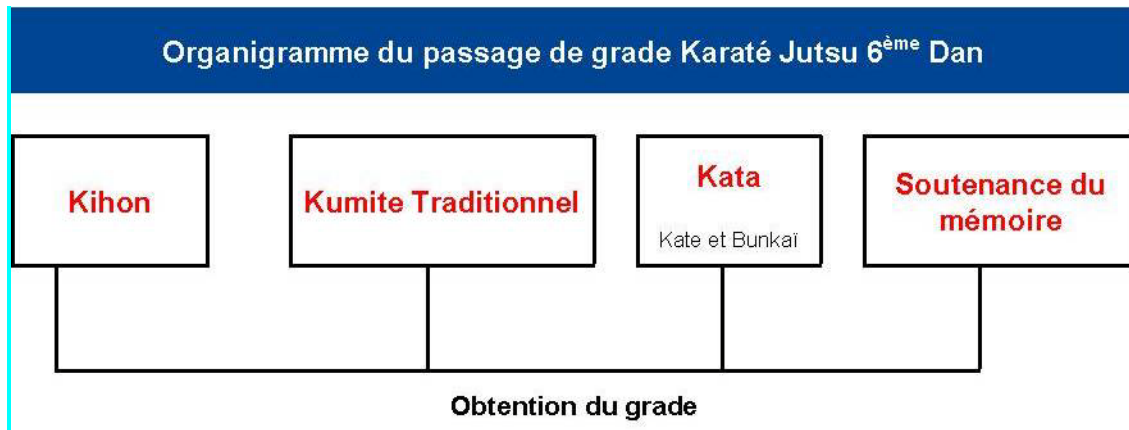 Organigramme du passage de grade Karaté Jutsu 6ème Dan
Kihon
Kumite Traditionnel
Kata
Kate et Bunkaï
Soutenance du
mémoire
Obtention du grade